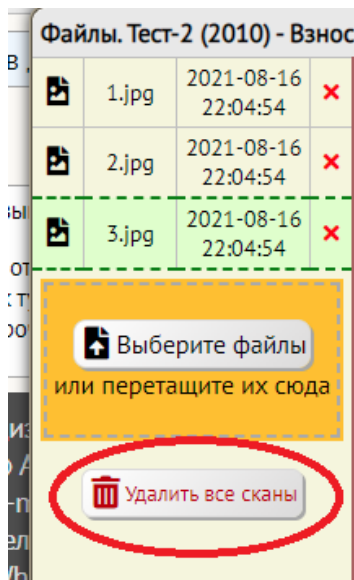 Файлы. Тест-2 (2010) - Взнос
1.jpg 2021-08-16
22:04:54
2.jpg 2021-08-16
22:04:54
3.jpg 2021-08-16
22:04:54
Выберите файлы
или перетащите их сюда
Удалить все сканы